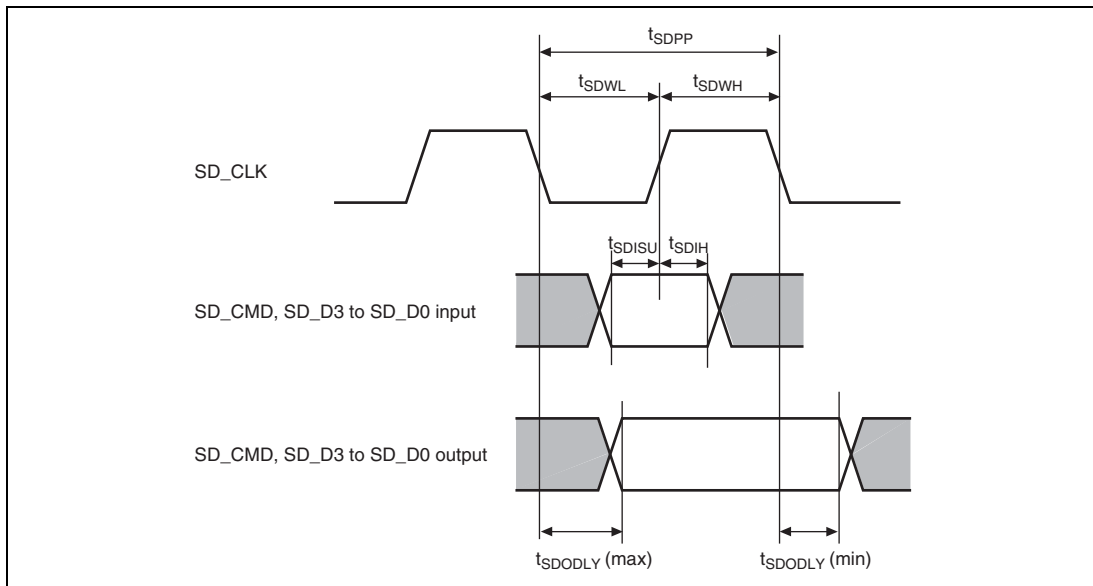 tSDPP
tSDWL tSDWH
SD_CLK
tSDISU tSDIH
SD_CMD, SD_D3 to SD_D0 input
SD_CMD, SD_D3 to SD_D0 output
tSDODLY (max) tSDODLY (min)